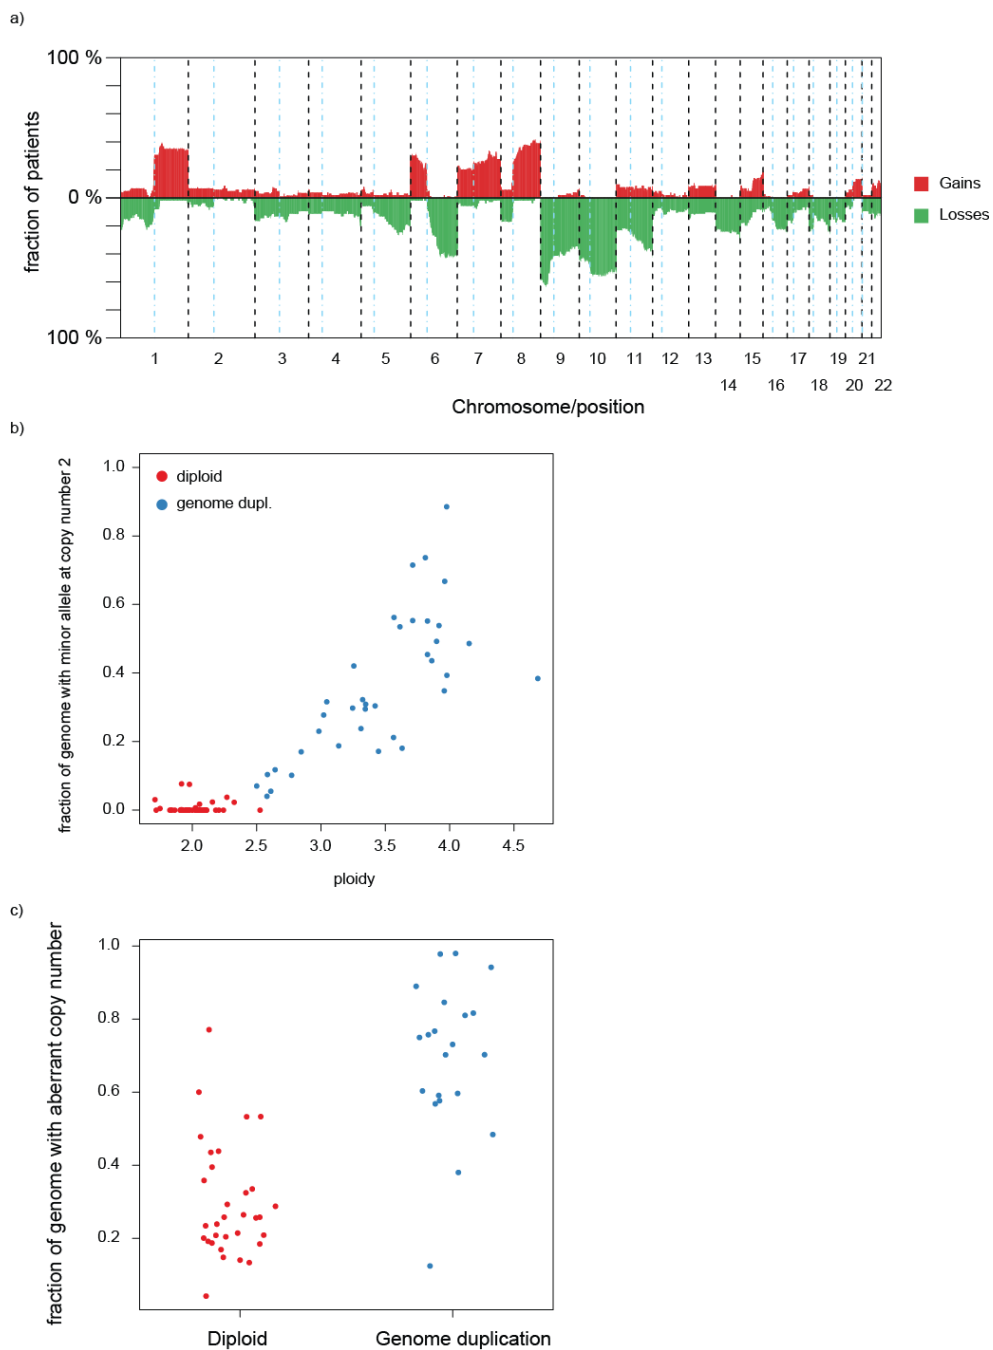 a)
100 %
0 %
100 %
fraction of patients
Gains
Losses
1 2 3 4 5 6 7 8 9 10 11 12 13 15 17 19 21
14 16 18 20 22
Chromosome/position
b)
fraction of genome with minor allele at copy number 2
1.0
0.8
0.6
0.4
0.2
0.0
diploid
genome dupl.
2.0 2.5 3.0 3.5 4.0 4.5
ploidy
c)
fraction of genome with aberrant copy number
1.0
0.8
0.6
0.4
0.2
Diploid Genome duplication